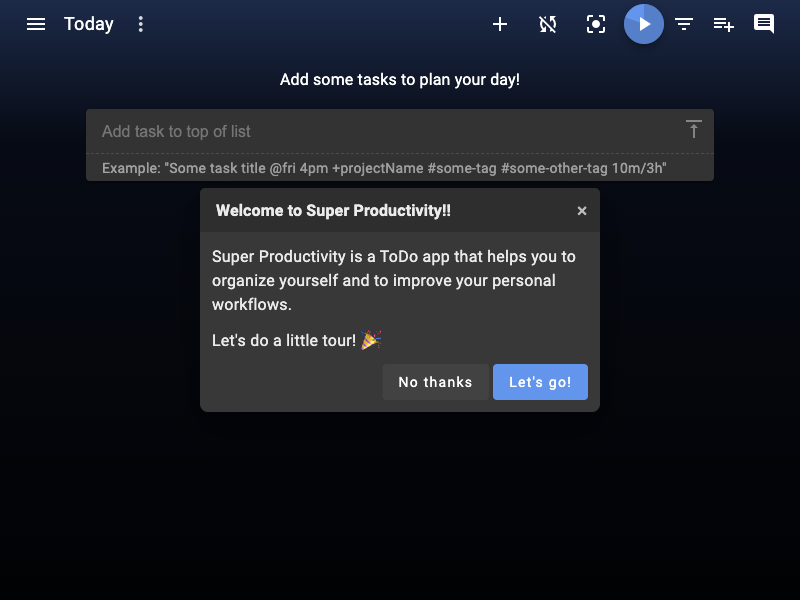 Today
Add some tasks to plan your day!
Add task to top of list
Example: "Some task title @fri 4pm +projectName #some-tag #some-other-tag 10m/3h"
Welcome to Super Productivity!!
Super Productivity is a ToDo app that helps you to
organize yourself and to improve your personal
workflows.
Let's do a little tour! 🎉
No thanks
Let's go!